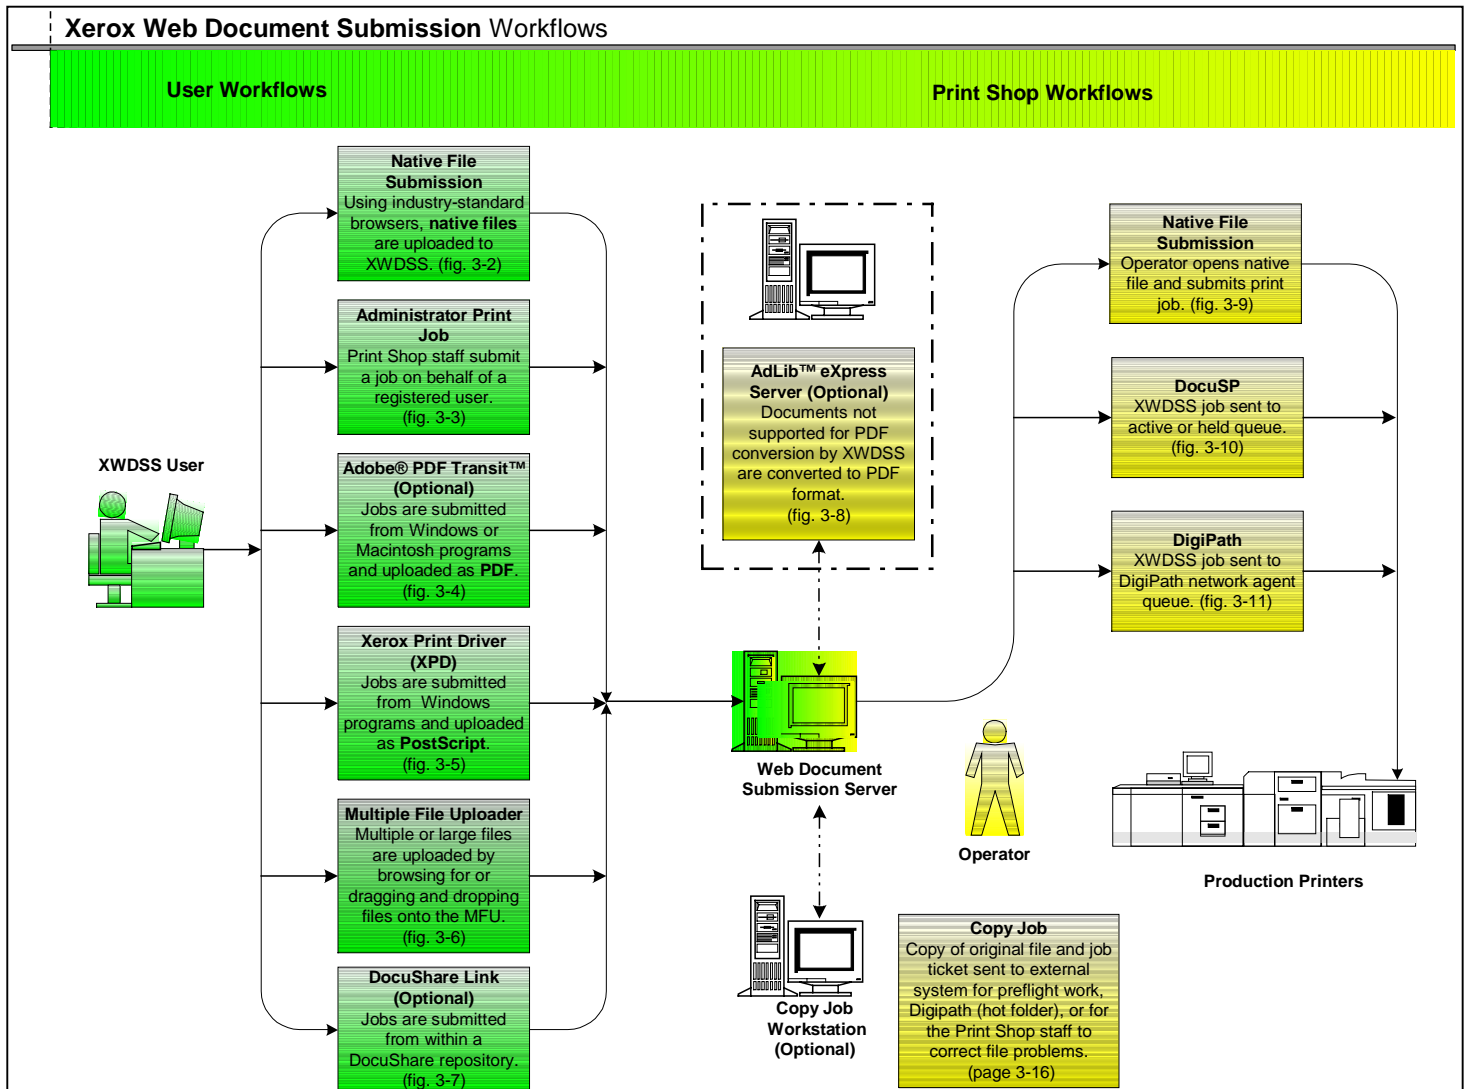 Xerox Web Document Submission Workflows
User Workflows
Print Shop Workflows
XWDSS User
Native File
Submission
Using industry-standard
browsers, native files
are uploaded to
XWDSS. (fig. 3-2)
Administrator Print
Job
Print Shop staff submit
a job on behalf of a
registered user.
(fig. 3-3)
Adobe® PDF Transit™
(Optional)
Jobs are submitted
from Windows or
Macintosh programs
and uploaded as PDF.
(fig. 3-4)
Xerox Print Driver
(XPD)
Jobs are submitted
from Windows
programs and uploaded
as PostScript.
(fig. 3-5)
Multiple File Uploader
Multiple or large files
are uploaded by
browsing for or
dragging and dropping
files onto the MFU.
(fig. 3-6)
DocuShare Link
(Optional)
Jobs are submitted
from within a
DocuShare repository.
(fig. 3-7)
AdLib™ eXpress
Server (Optional)
Documents not
supported for PDF
conversion by XWDSS
are converted to PDF
format.
(fig. 3-8)
Web Document
Submission Server
Copy Job
Workstation
(Optional)
Native File
Submission
Operator opens native
file and submits print
job. (fig. 3-9)
DocuSP
XWDSS job sent to
active or held queue.
(fig. 3-10)
DigiPath
XWDSS job sent to
DigiPath network agent
queue. (fig. 3-11)
Operator
Production Printers
Copy Job
Copy of original file and job
ticket sent to external
system for preflight work,
Digipath (hot folder), or for
the Print Shop staff to
correct file problems.
(page 3-16)